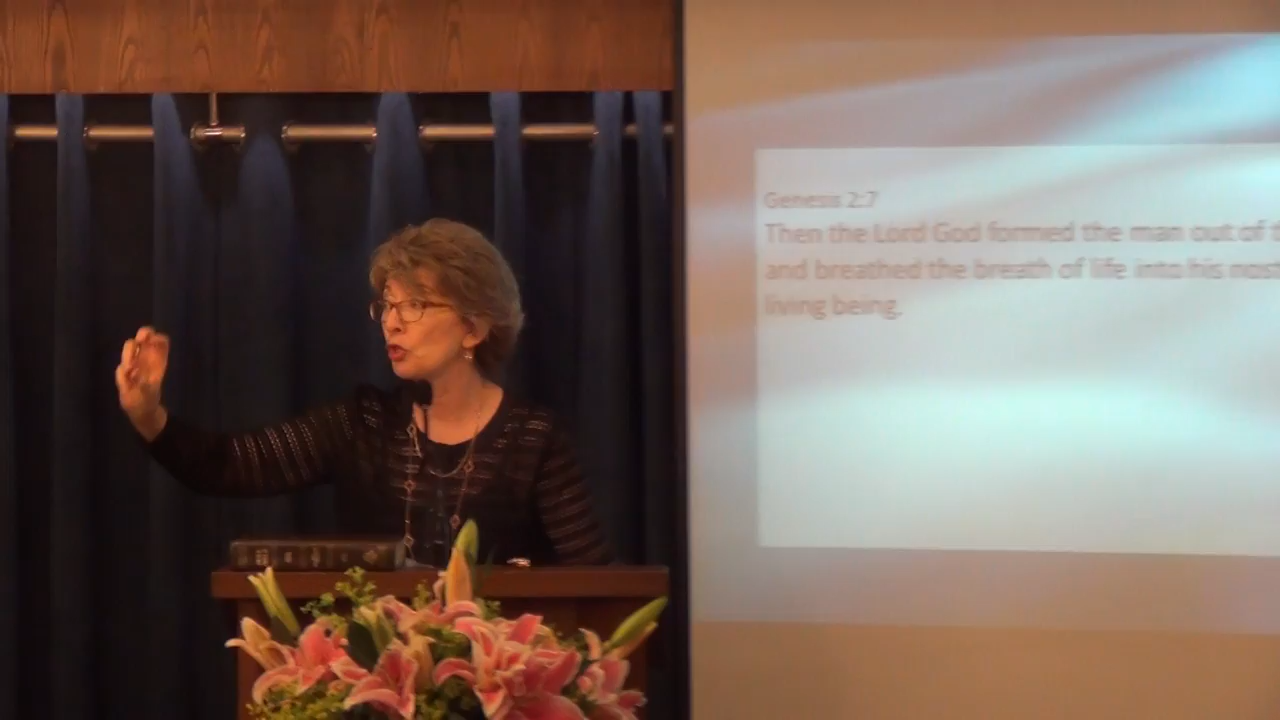 Genesis 2:7
Then the Lord God formed the man out of
and breathed the breath of life into his
living being.